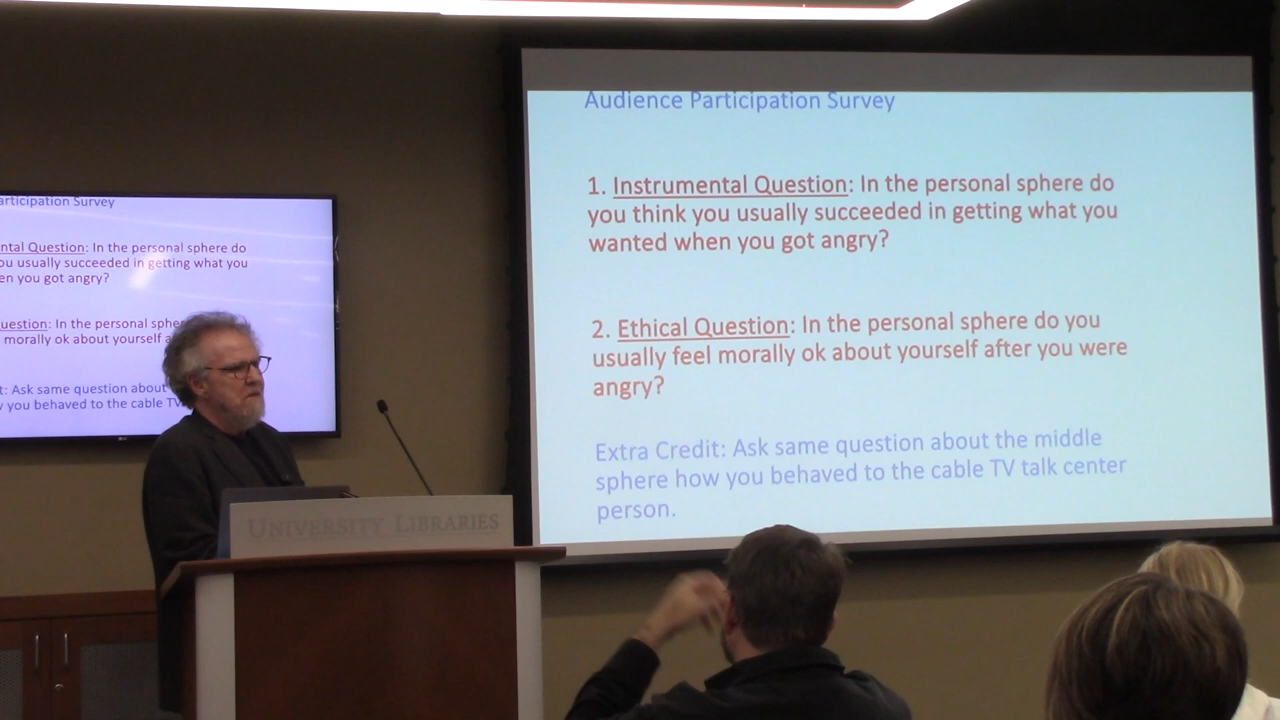 Audience Participation Survey
1. Instrumental Question: In the personal sphere do
you think you usually succeeded in getting what you
wanted when you got angry?
2. Ethical Question: In the personal sphere do you
usually feel morally ok about yourself after you were
angry?
Extra Credit: Ask same question about the middle
sphere how you behaved to the cable TV talk center
person.
articipation Survey
ntal Question: In the personal sphere do
ou usually succeeded in getting what you
en you got angry?
uestion: In the personal sphe
morally ok about yourself a
t: Ask same question about
w you behaved to the cable TV
UNIVERSITY LIBRARIES